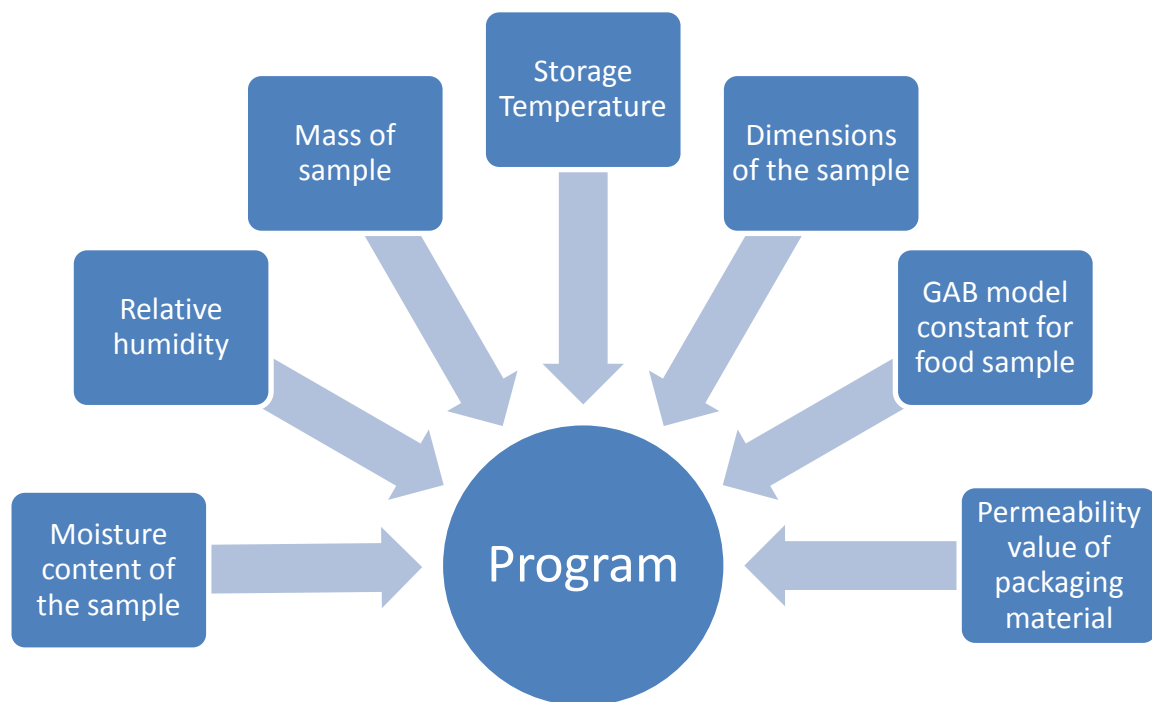 Storage
Temperature
Mass of
sample
Dimensions
of the sample
Relative
humidity
GAB model
constant for
food sample
Moisture
content of
the sample
Program
Permeability
value of
packaging
material